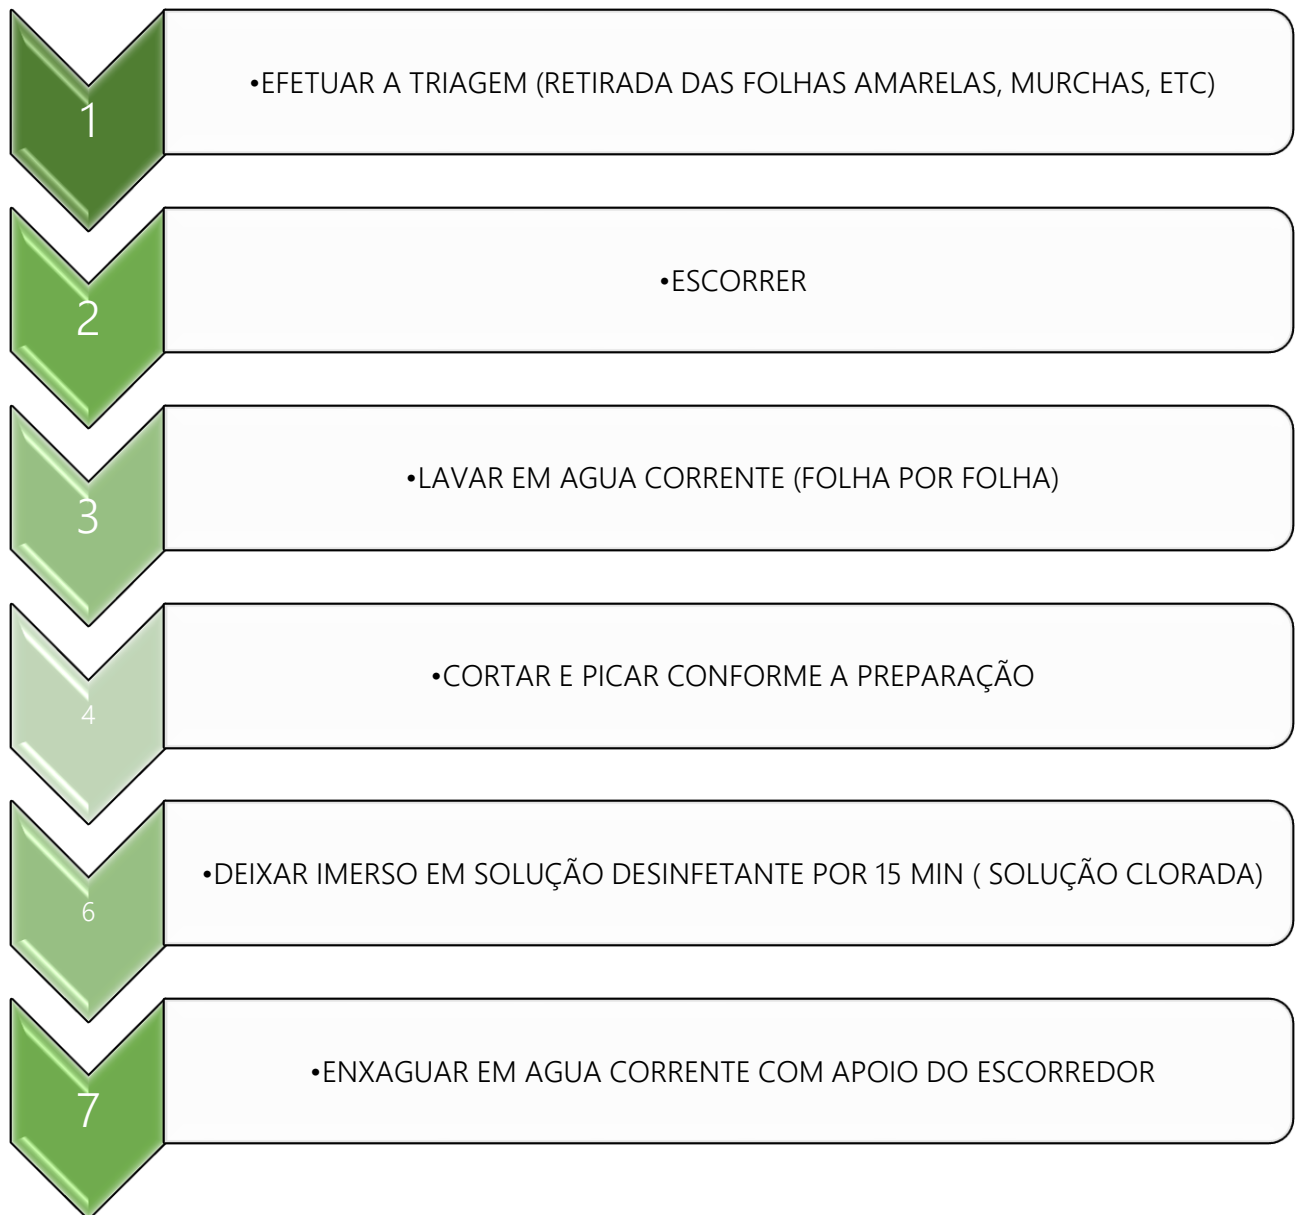 1
•EFETUAR A TRIAGEM (RETIRADA DAS FOLHAS AMARELAS, MURCHAS, ETC)
2
•ESCORRER
3
•LAVAR EM AGUA CORRENTE (FOLHA POR FOLHA)
4
•CORTAR E PICAR CONFORME A PREPARAÇÃO
6
•DEIXAR IMERSO EM SOLUÇÃO DESINFETANTE POR 15 MIN ( SOLUÇÃO CLORADA)
7
•ENXAGUAR EM AGUA CORRENTE COM APOIO DO ESCORREDOR